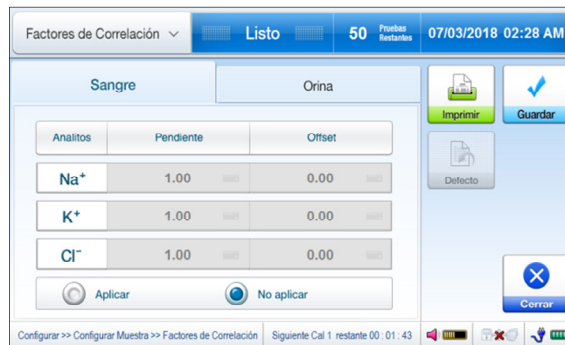 Factores de Correlación
Listo
50 Pruebas Restantes
07/03/2018 02:28 AM
Sangre
Orina
Imprimir
Guardar
Analitos Pendiente Offset
Defecto
Na+ 1.00 0.00
K+ 1.00 0.00
Cl− 1.00 0.00
Aplicar
No aplicar
Cerrar
Configurar >> Configurar Muestra >> Factores de Correlación
Siguiente Cal 1 restante 00 : 01 : 43